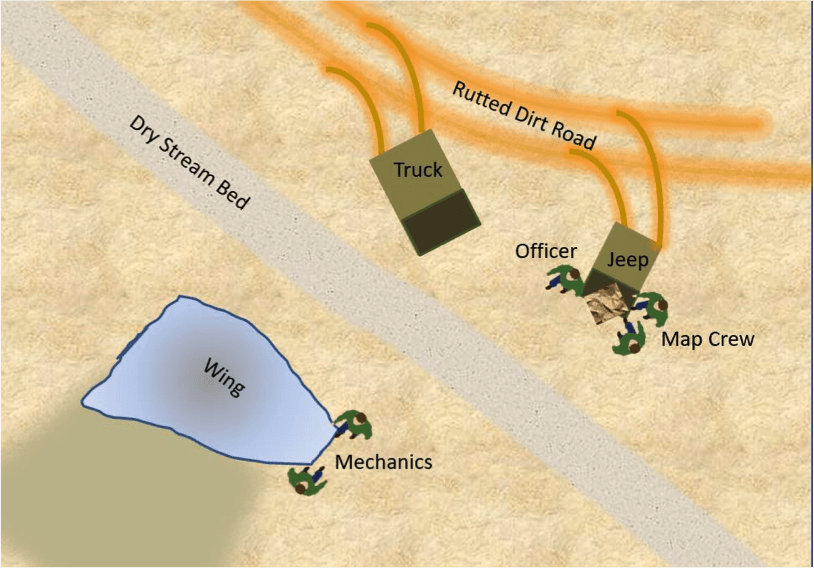 Rutted Dirt Road
Dry Stream Bed
Truck
Officer
Jeep
Map Crew
Wing
Mechanics